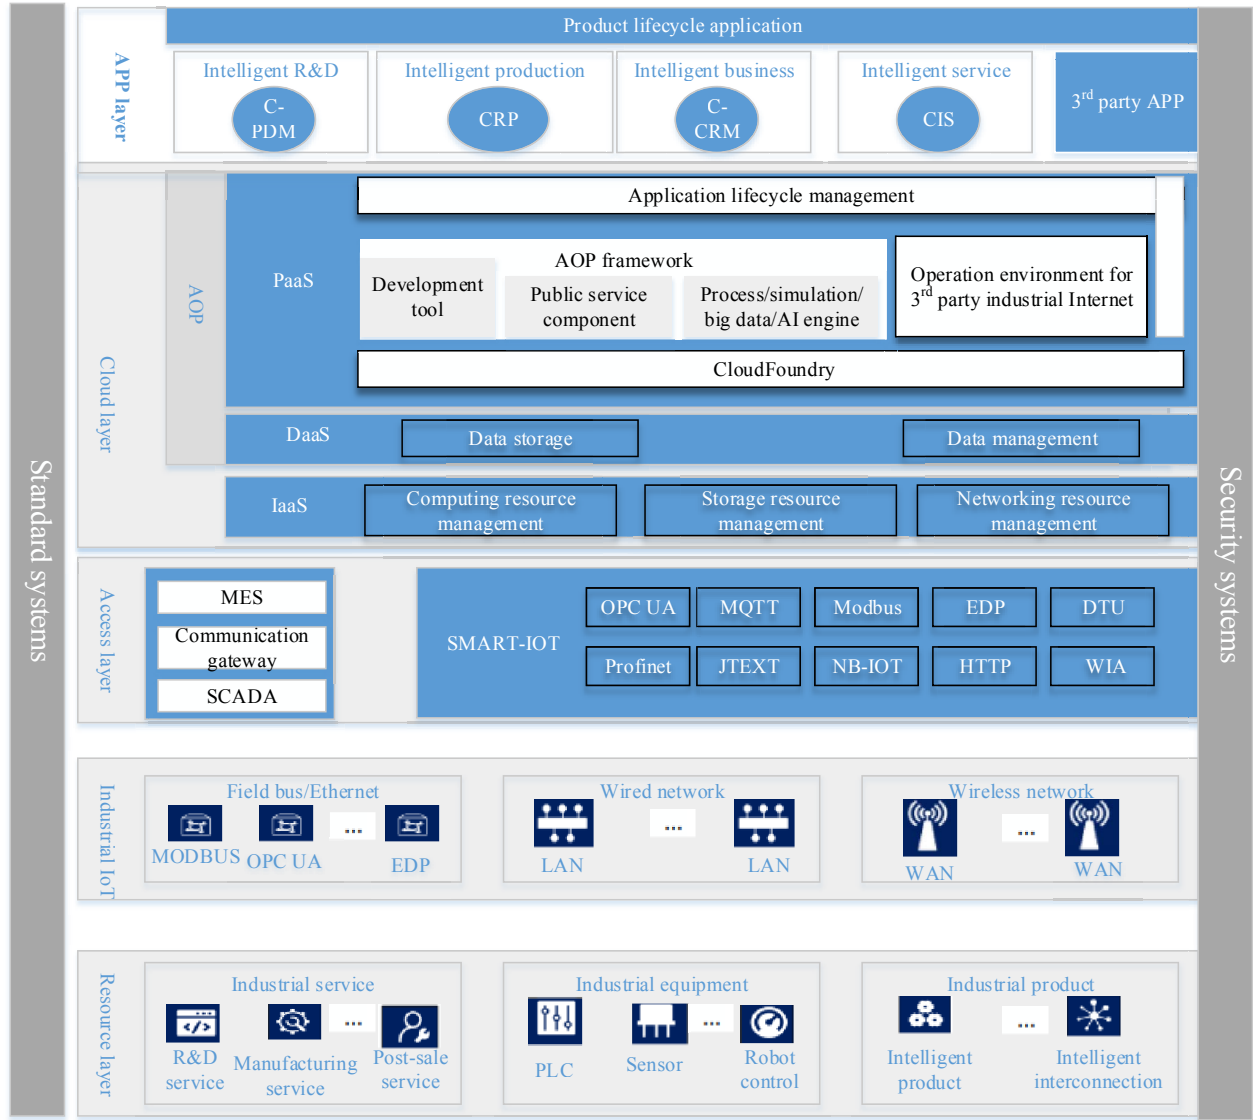 Standard systems
Security systems
APP layer
Product lifecycle application
Intelligent R&D
C-
PDM
Intelligent production
CRP
Intelligent business
C-
CRM
Intelligent service
CIS
3rd party APP
Cloud layer
AOP
PaaS
Application lifecycle management
AOP framework
Development
tool
Public service
component
Process/simulation/
big data/AI engine
Operation environment for
3rd party industrial Internet
CloudFoundry
DaaS
Data storage
Data management
IaaS
Computing resource
management
Storage resource
management
Networking resource
management
Access layer
MES
Communication
gateway
SCADA
SMART-IOT
OPC UA
MQTT
Modbus
EDP
DTU
Profinet
JTEXT
NB-IOT
HTTP
WIA
Industrial IoT
Field bus/Ethernet
MODBUS
OPC UA
...
EDP
Wired network
LAN
...
LAN
Wireless network
WAN
...
WAN
Resource layer
Industrial service
R&D
service
Manufacturing
service
...
Post-sale
service
Industrial equipment
PLC
Sensor
...
Robot
control
Industrial product
Intelligent
product
...
Intelligent
interconnection